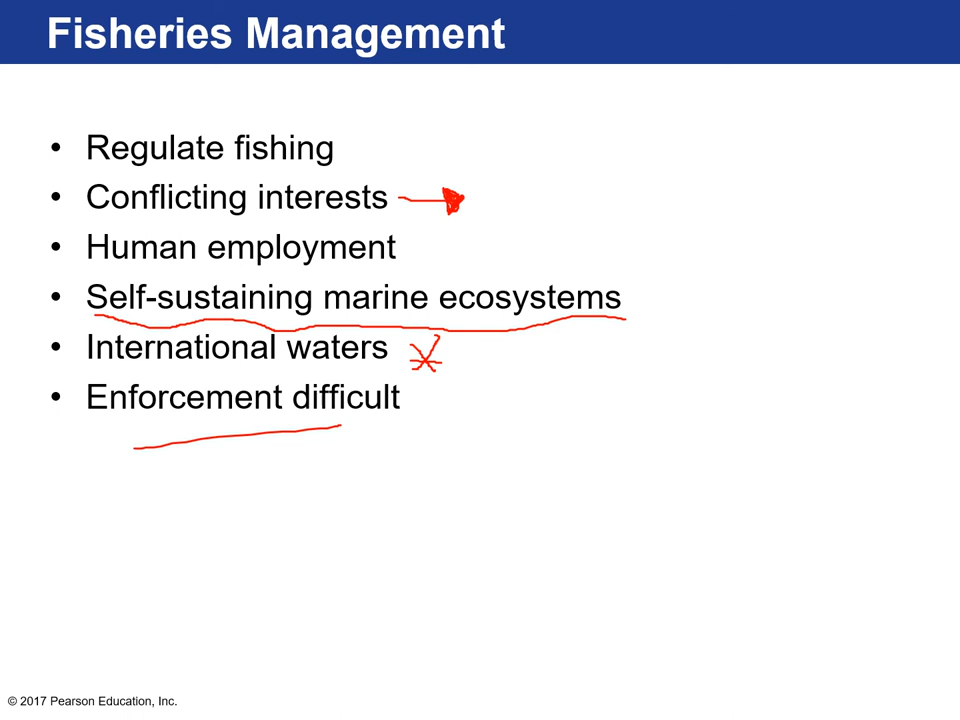 Fisheries Management
• Regulate fishing
• Conflicting interests
• Human employment
• Self-sustaining marine ecosystems
• International waters
• Enforcement difficult
© 2017 Pearson Education, Inc.